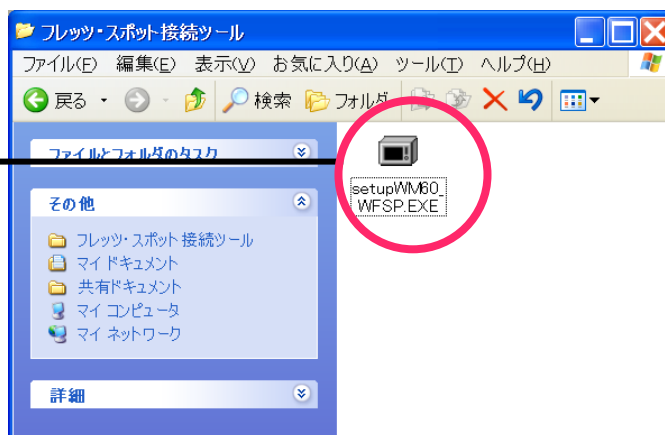 フレッツ・スポット接続ツール
ファイル(F) 編集(E) 表示(V) お気に入り(A) ツール(T) ヘルプ(H)
戻る 検索 フォルダ
ファイルとフォルダのタスク
setupWM60_
WFSP.EXE
その他
フレッツ・スポット接続ツール
マイ ドキュメント
共有ドキュメント
マイ コンピュータ
マイ ネットワーク
詳細